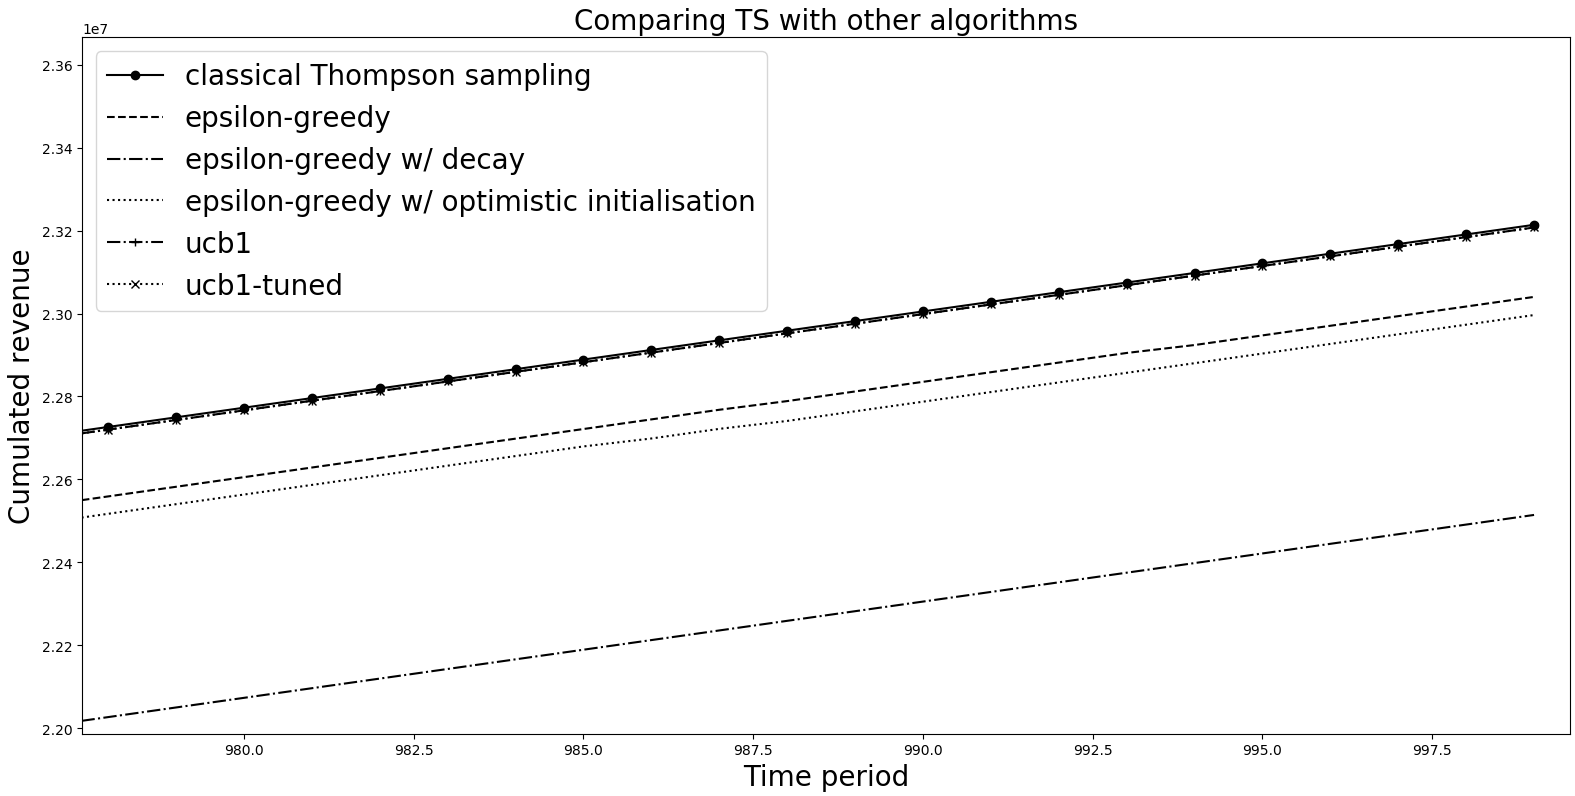 Comparing TS with other algorithms
1e7
2.36
2.34
2.32
2.30
2.28
2.26
2.24
2.22
2.20
Cumulated revenue
classical Thompson sampling
epsilon-greedy
epsilon-greedy w/ decay
epsilon-greedy w/ optimistic initialisation
ucb1
ucb1-tuned
980.0 982.5 985.0 987.5 990.0 992.5 995.0 997.5
Time period